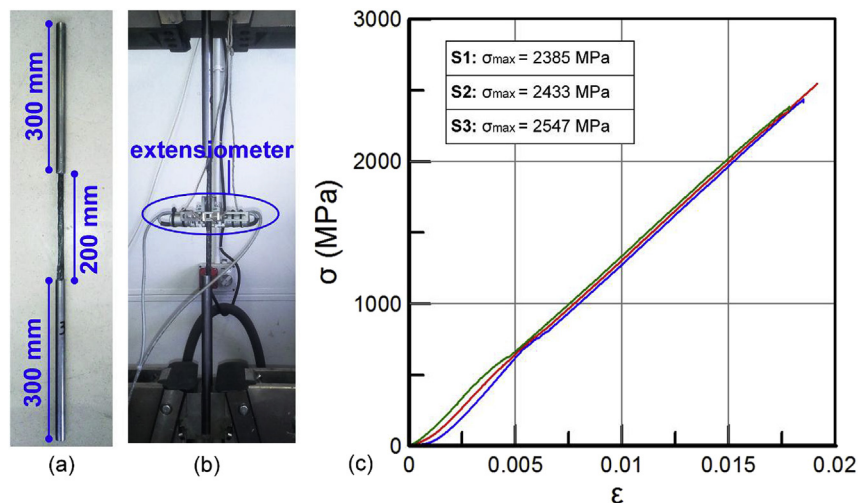 300 mm
200 mm
300 mm
(a)
extensiometer
(b)
3000
2000
1000
0
σ (MPa)
S1: σmax = 2385 MPa
S2: σmax = 2433 MPa
S3: σmax = 2547 MPa
0
0.005
0.01
0.015
0.02
ε
(c)